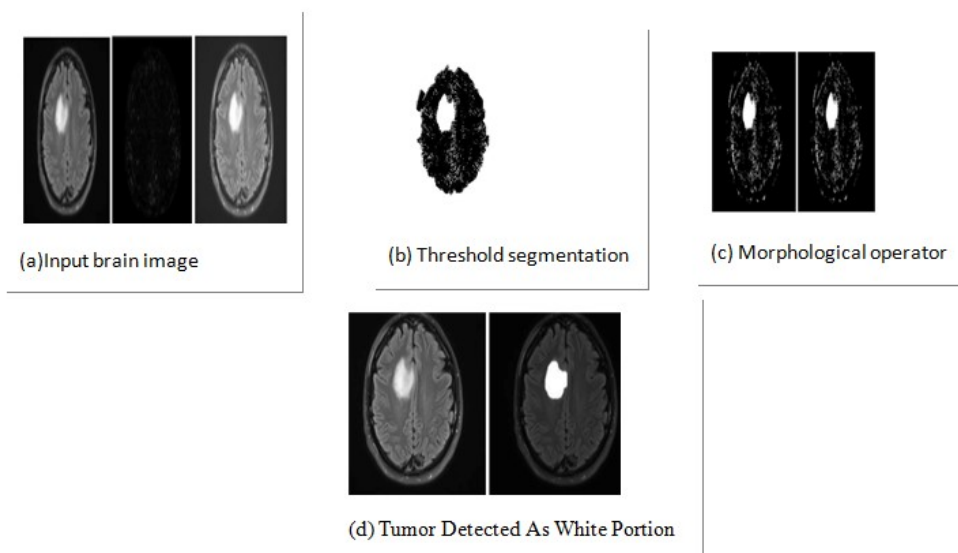 (a)Input brain image
(b) Threshold segmentation
(c) Morphological operator
(d) Tumor Detected As White Portion